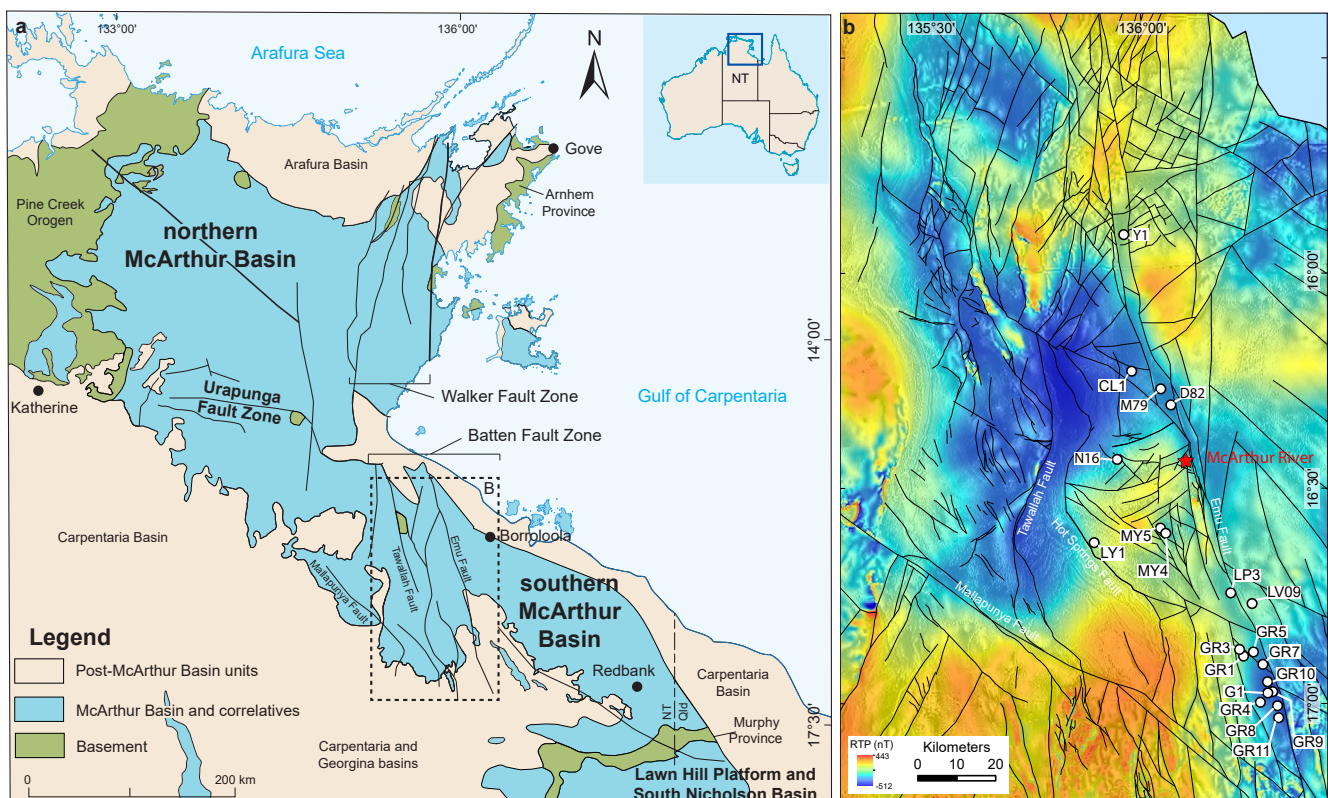 a
133°00'
136°00'
Arafura Sea
N
NT
Arafura Basin
Gove
Pine Creek
Orogen
Arnhem
Province
northern
McArthur Basin
14°00'
Urapunga
Fault Zone
Walker Fault Zone
Gulf of Carpentaria
Katherine
Batten Fault Zone
B
Carpentaria Basin
Borroloola
Mallapunya Fault
Tawallah Fault
Emu Fault
southern
McArthur
Basin
Legend
Post-McArthur Basin units
Redbank
Carpentaria
Basin
McArthur Basin and correlatives
NT
Qld
Murphy
Province
17°30'
Basement
Carpentaria and
Georgina basins
0
200 km
Lawn Hill Platform and
South Nicholson Basin
b
135°30'
136°00'
Y1
16°00'
CL1
M79
D82
N16
McArthur River
16°30'
Tawallah Fault
Hot Springs Fault
Emu Fault
MY5
LY1
MY4
Mallapunya Fault
LP3
LV09
GR5
GR3
GR7
GR1
GR10
G1
17°00'
GR4
GR8
GR9
GR11
RTP (nT)
443
-512
Kilometers
0
10
20